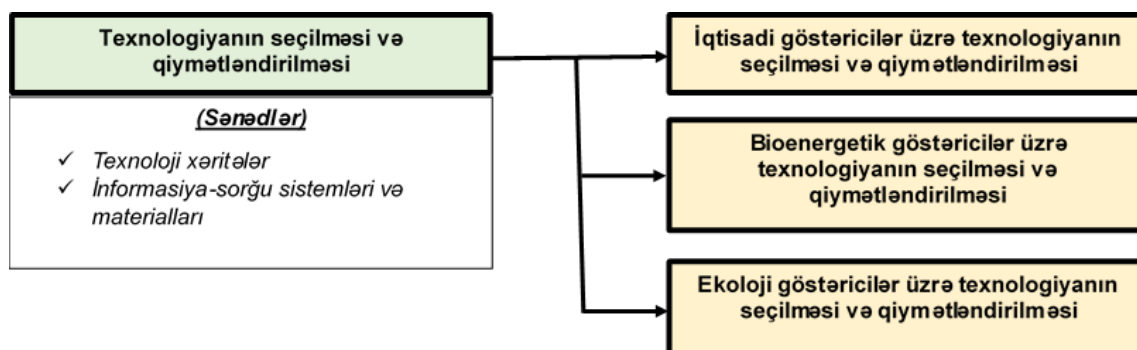 Texnologiyanın seçilməsi və
qiymətləndirilməsi
(Sənədlər)
✓ Texnoloji xəritələr
✓ İnformasiya-sorğu sistemləri və
materialları
İqtisadi göstəricilər üzrə texnologiyanın
seçilməsi və qiymətləndirilməsi
Bioenergetik göstəricilər üzrə
texnologiyanın seçilməsi və
qiymətləndirilməsi
Ekoloji göstəricilər üzrə texnologiyanın
seçilməsi və qiymətləndirilməsi